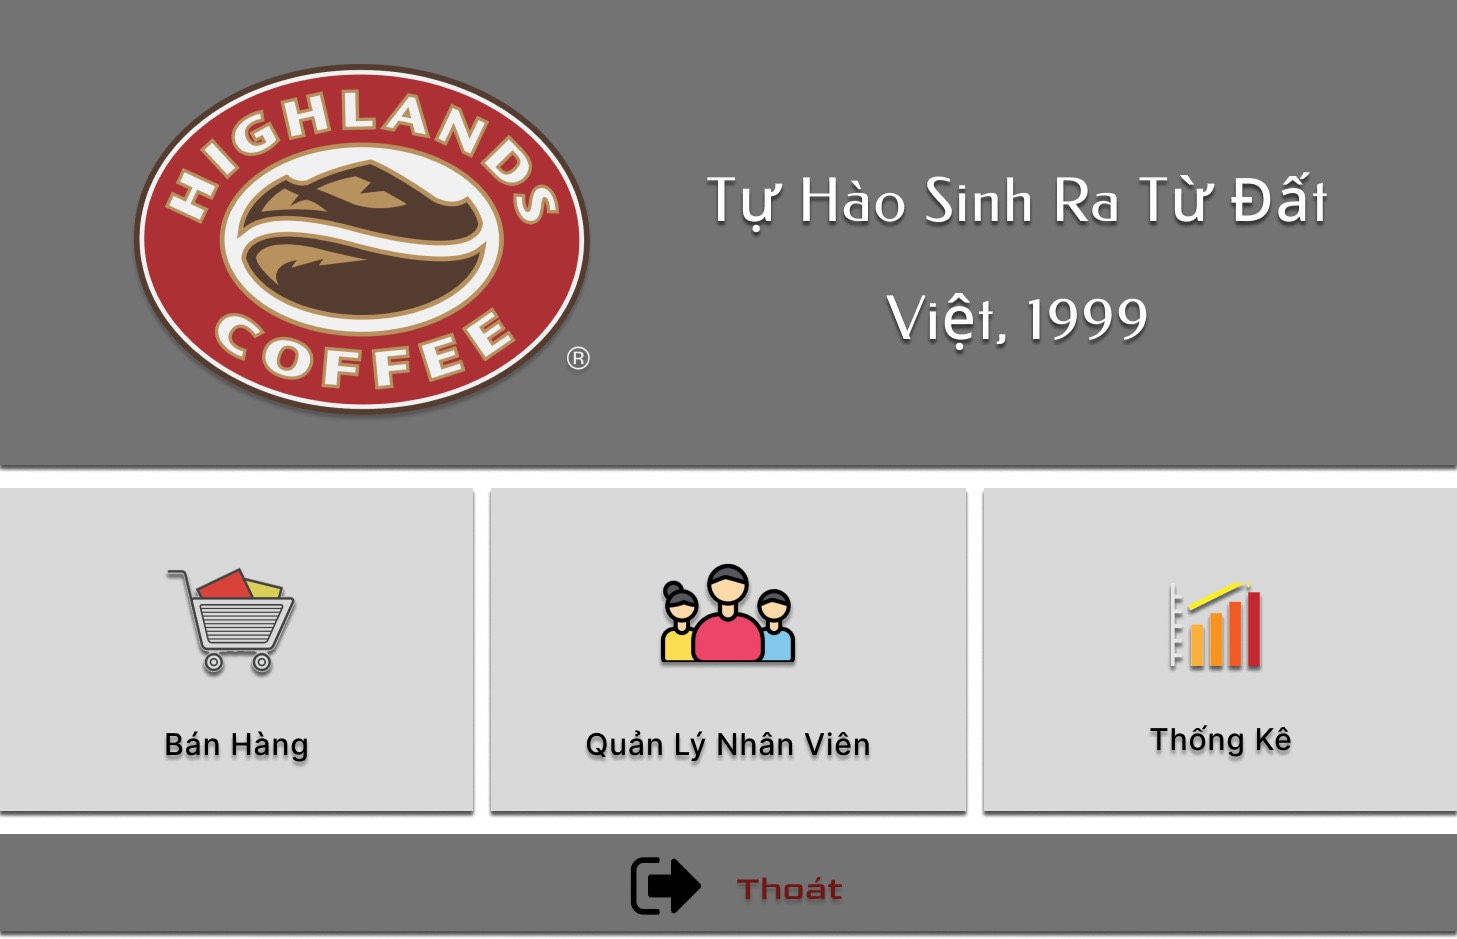 HIGHLANDS
COFFEE
®
Tự Hào Sinh Ra Từ Đất
Việt, 1999
Bán Hàng
Quản Lý Nhân Viên
Thống Kê
Thoát